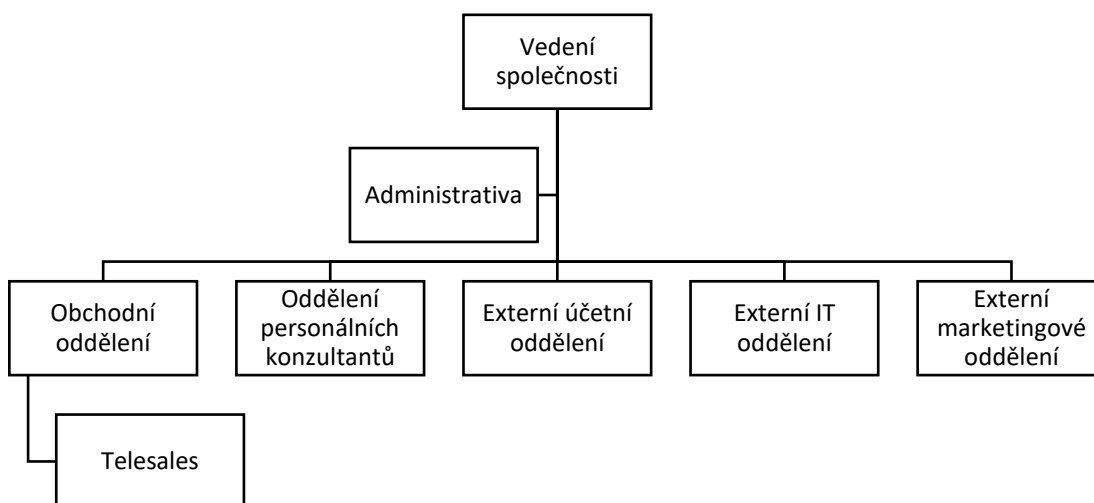 Vedení
společnosti
Administrativa
Obchodní
oddělení
Oddělení
personálních
konzultantů
Externí účetní
oddělení
Externí IT
oddělení
Externí
marketingové
oddělení
Telesales